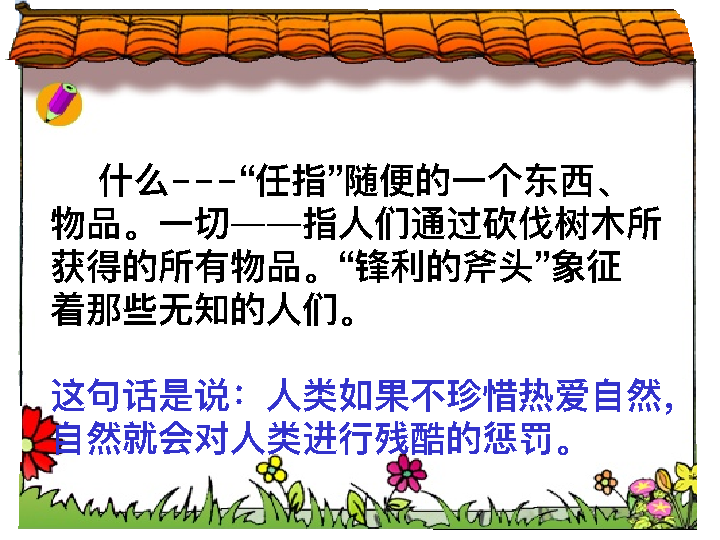 什么---“任指”随便的一个东西、
物品。一切——指人们通过砍伐树木所
获得的所有物品。“锋利的斧头”象征
着那些无知的人们。
这句话是说：人类如果不珍惜热爱自然，
自然就会对人类进行残酷的惩罚。